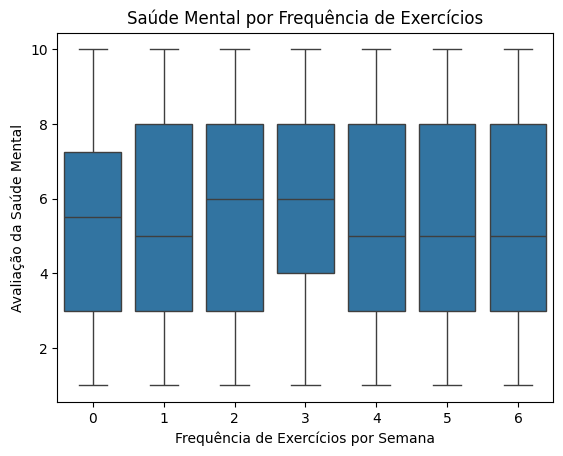 Saúde Mental por Frequência de Exercícios
Avaliação da Saúde Mental
10
8
6
4
2
0 1 2 3 4 5 6
Frequência de Exercícios por Semana